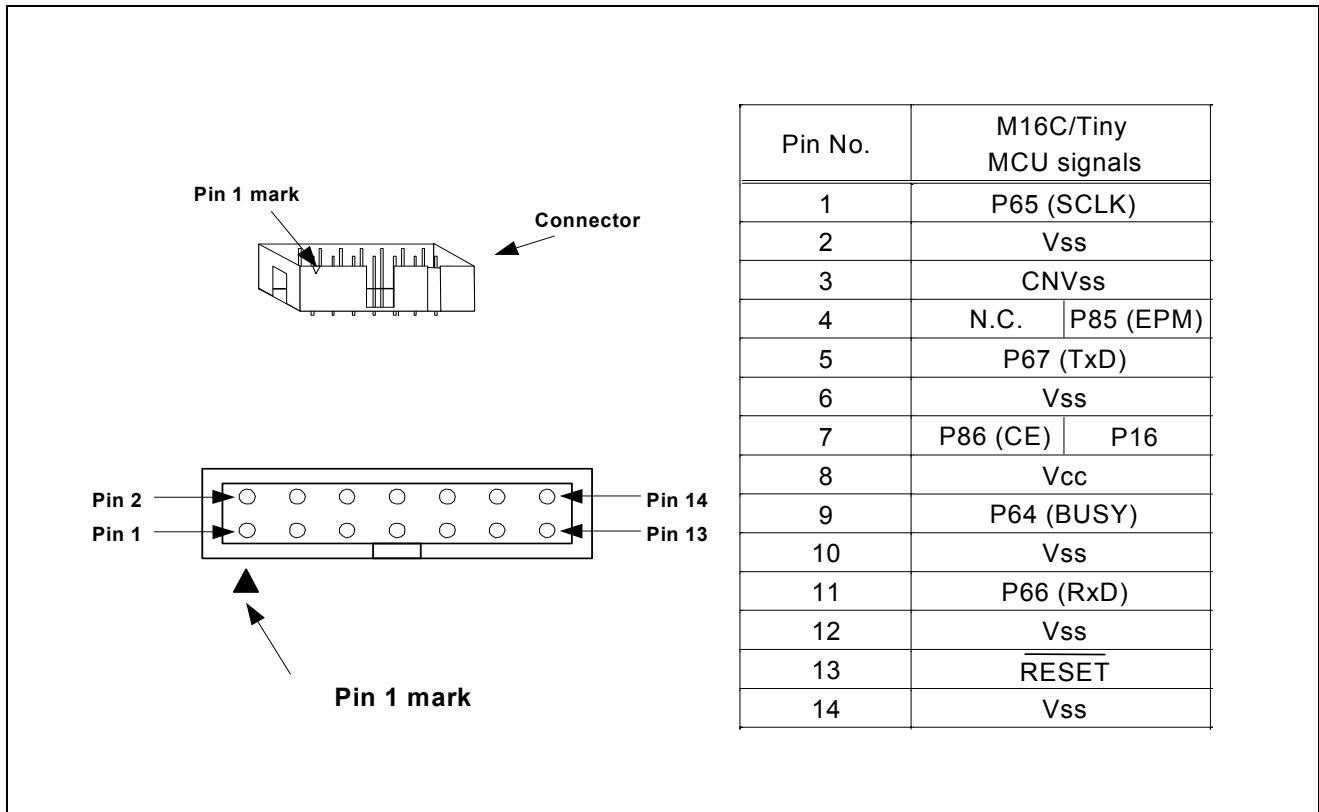 Pin 1 mark
Connector
Pin 2
Pin 1
Pin 14
Pin 13
Pin 1 mark
Pin No. M16C/Tiny
MCU signals
1 P65 (SCLK)
2 Vss
3 CNVss
4 N.C. P85 (EPM)
5 P67 (TxD)
6 Vss
7 P86 (CE) P16
8 Vcc
9 P64 (BUSY)
10 Vss
11 P66 (RxD)
12 Vss
13 RESET
14 Vss